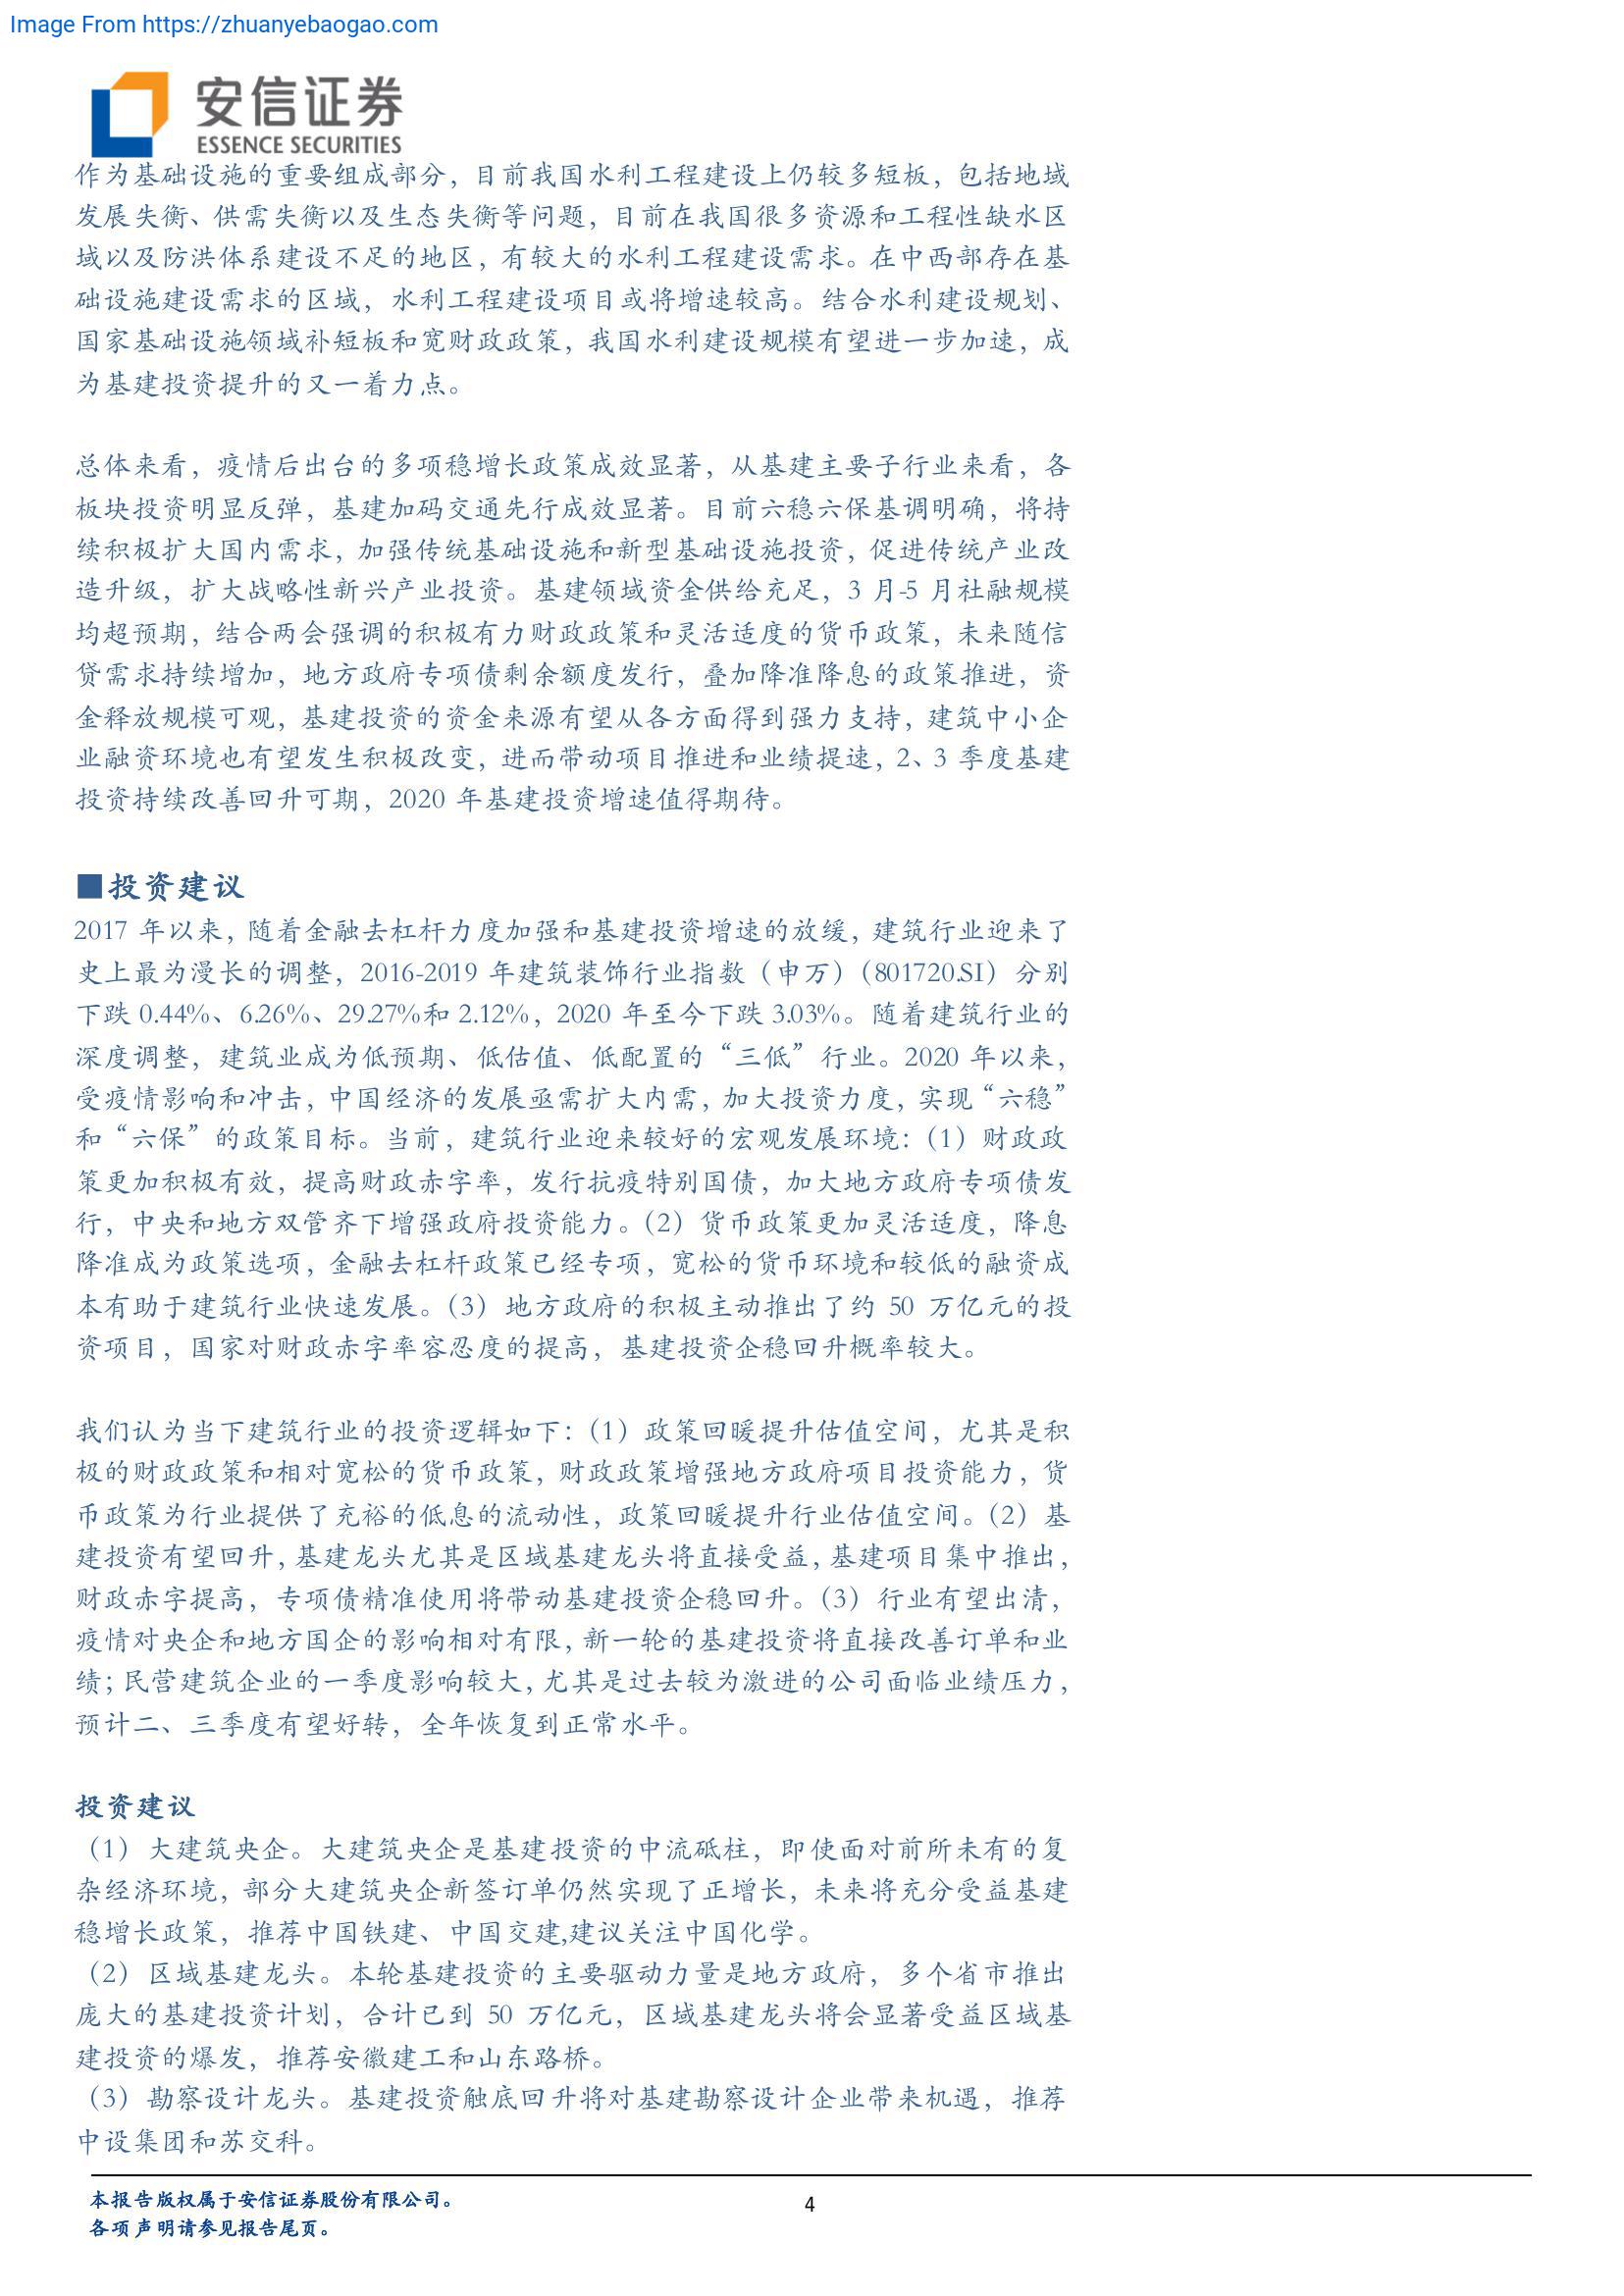 Image From https://zhuanyebaogao.com
安信证券
ESSENCE SECURITIES
作为基础设施的重要组成部分，目前我国水利工程建设上仍较多短板，包括地域
发展失衡、供需失衡以及生态失衡等问题，目前在我国很多资源和工程性缺水区
域以及防洪体系建设不足的地区，有较大的水利工程建设需求。在中西部存在基
础设施建设需求的区域，水利工程建设项目或将增速较高。结合水利建设规划、
国家基础设施领域补短板和宽财政政策，我国水利建设规模有望进一步加速，成
为基建投资提升的又一着力点。
总体来看，疫情后出台的多项稳增长政策成效显著，从基建主要子行业来看，各
板块投资明显反弹，基建加码交通先行成效显著。目前六稳六保基调明确，将持
续积极扩大国内需求，加强传统基础设施和新型基础设施投资，促进传统产业改
造升级，扩大战略性新兴产业投资。基建领域资金供给充足，3 月-5 月社融规模
均超预期，结合两会强调的积极有力财政政策和灵活适度的货币政策，未来随信
贷需求持续增加，地方政府专项债剩余额度发行，叠加降准降息的政策推进，资
金释放规模可观，基建投资的资金来源有望从各方面得到强力支持，建筑中小企
业融资环境也有望发生积极改变，进而带动项目推进和业绩提速，2、3 季度基建
投资持续改善回升可期，2020 年基建投资增速值得期待。
■投资建议
2017 年以来，随着金融去杠杆力度加强和基建投资增速的放缓，建筑行业迎来了
史上最为漫长的调整，2016-2019 年建筑装饰行业指数（申万）（801720.SI）分别
下跌 0.44%、6.26%、29.27%和 2.12%，2020 年至今下跌 3.03%。随着建筑行业的
深度调整，建筑业成为低预期、低估值、低配置的“三低”行业。2020 年以来，
受疫情影响和冲击，中国经济的发展亟需扩大内需，加大投资力度，实现“六稳”
和“六保”的政策目标。当前，建筑行业迎来较好的宏观发展环境：（1）财政政
策更加积极有效，提高财政赤字率，发行抗疫特别国债，加大地方政府专项债发
行，中央和地方双管齐下增强政府投资能力。（2）货币政策更加灵活适度，降息
降准成为政策选项，金融去杠杆政策已经专项，宽松的货币环境和较低的融资成
本有助于建筑行业快速发展。（3）地方政府的积极主动推出了约 50 万亿元的投
资项目，国家对财政赤字率容忍度的提高，基建投资企稳回升概率较大。
我们认为当下建筑行业的投资逻辑如下：（1）政策回暖提升估值空间，尤其是积
极的财政政策和相对宽松的货币政策，财政政策增强地方政府项目投资能力，货
币政策为行业提供了充裕的低息的流动性，政策回暖提升行业估值空间。（2）基
建投资有望回升，基建龙头尤其是区域基建龙头将直接受益，基建项目集中推出，
财政赤字提高，专项债精准使用将带动基建投资企稳回升。（3）行业有望出清，
疫情对央企和地方国企的影响相对有限，新一轮的基建投资将直接改善订单和业
绩；民营建筑企业的一季度影响较大，尤其是过去较为激进的公司面临业绩压力，
预计二、三季度有望好转，全年恢复到正常水平。
投资建议
（1）大建筑央企。大建筑央企是基建投资的中流砥柱，即使面对前所未有的复
杂经济环境，部分大建筑央企新签订单仍然实现了正增长，未来将充分受益基建
稳增长政策，推荐中国铁建、中国交建,建议关注中国化学。
（2）区域基建龙头。本轮基建投资的主要驱动力量是地方政府，多个省市推出
庞大的基建投资计划，合计已到 50 万亿元，区域基建龙头将会显著受益区域基
建投资的爆发，推荐安徽建工和山东路桥。
（3）勘察设计龙头。基建投资触底回升将对基建勘察设计企业带来机遇，推荐
中设集团和苏交科。
本报告版权属于安信证券股份有限公司。
4
各项声明请参见报告尾页。